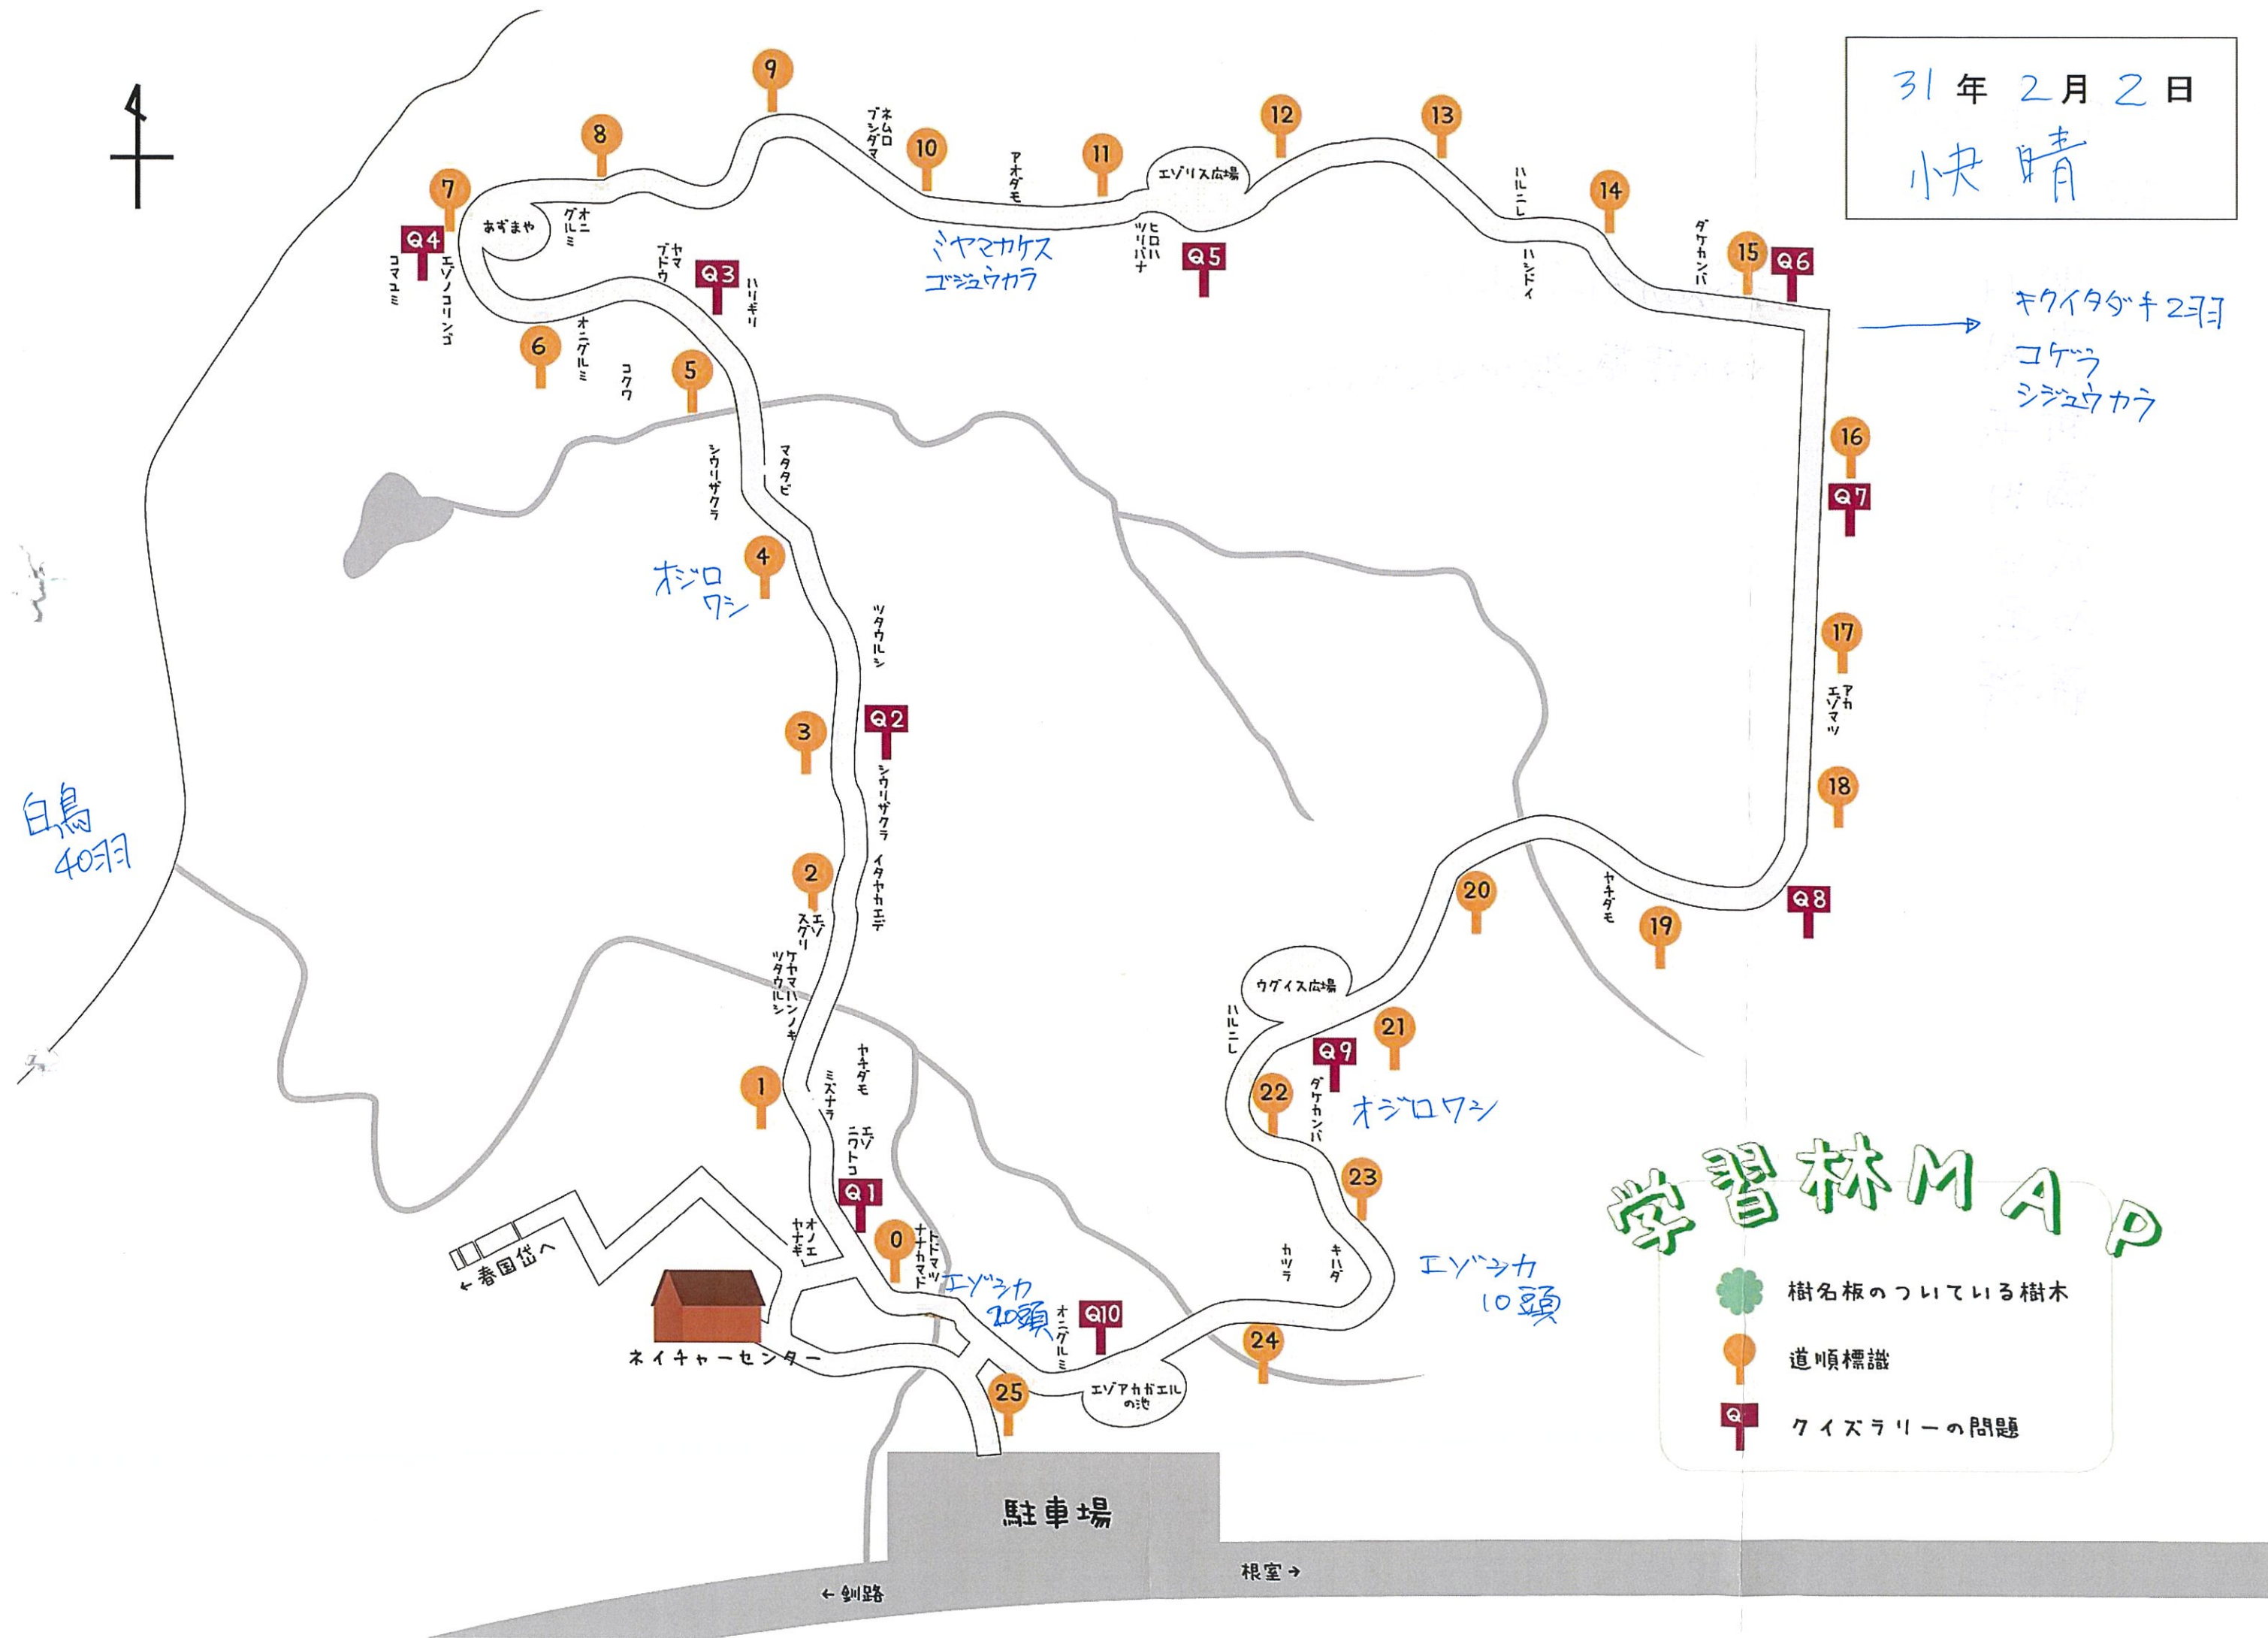 31年2月2日
快晴
9
8
7
12
13
ネムロ
ブシダマ
10
アオダモ
11
エゾリス広場
ハルニレ
14
あずまや
オニ
グルミ
Q4
コマユミ
エゾノコリンゴ
ヤマ
ブドウ
Q3
ハリギリ
ミヤマカケス
ゴジュウカラ
ヒロハ
ツリバナ
Q5
ハシドイ
ダケカンバ
15
Q6
キクイタダキ2羽
コゲラ
シジュウカラ
6
オニグルミ
コクワ
5
16
Q7
シウリザクラ
マタタビ
4
オジロ
ワシ
ツタウルシ
17
アカ
エゾマツ
3
Q2
シウリザクラ
18
白鳥
40羽
2
エゾ
スグリ
イタヤカエデ
20
ヤチダモ
19
Q8
ケヤマハンノキ
ツタウルシ
ウグイス広場
ハルニレ
21
Q9
1
ミズナラ
ヤチダモ
22
ダケカンバ
オジロワシ
エゾ
ニワトコ
Q1
23
学習林MAP
オノエ
ヤナギ
0
トドマツ
ナナカマド
←春国岱へ
カツラ
キハダ
エゾシカ
10頭
エゾシカ
20頭
オニグルミ
Q10
樹名板のついている樹木
ネイチャーセンター
24
道順標識
25
エゾアカガエル
の池
Q
クイズラリーの問題
駐車場
根室→
←釧路